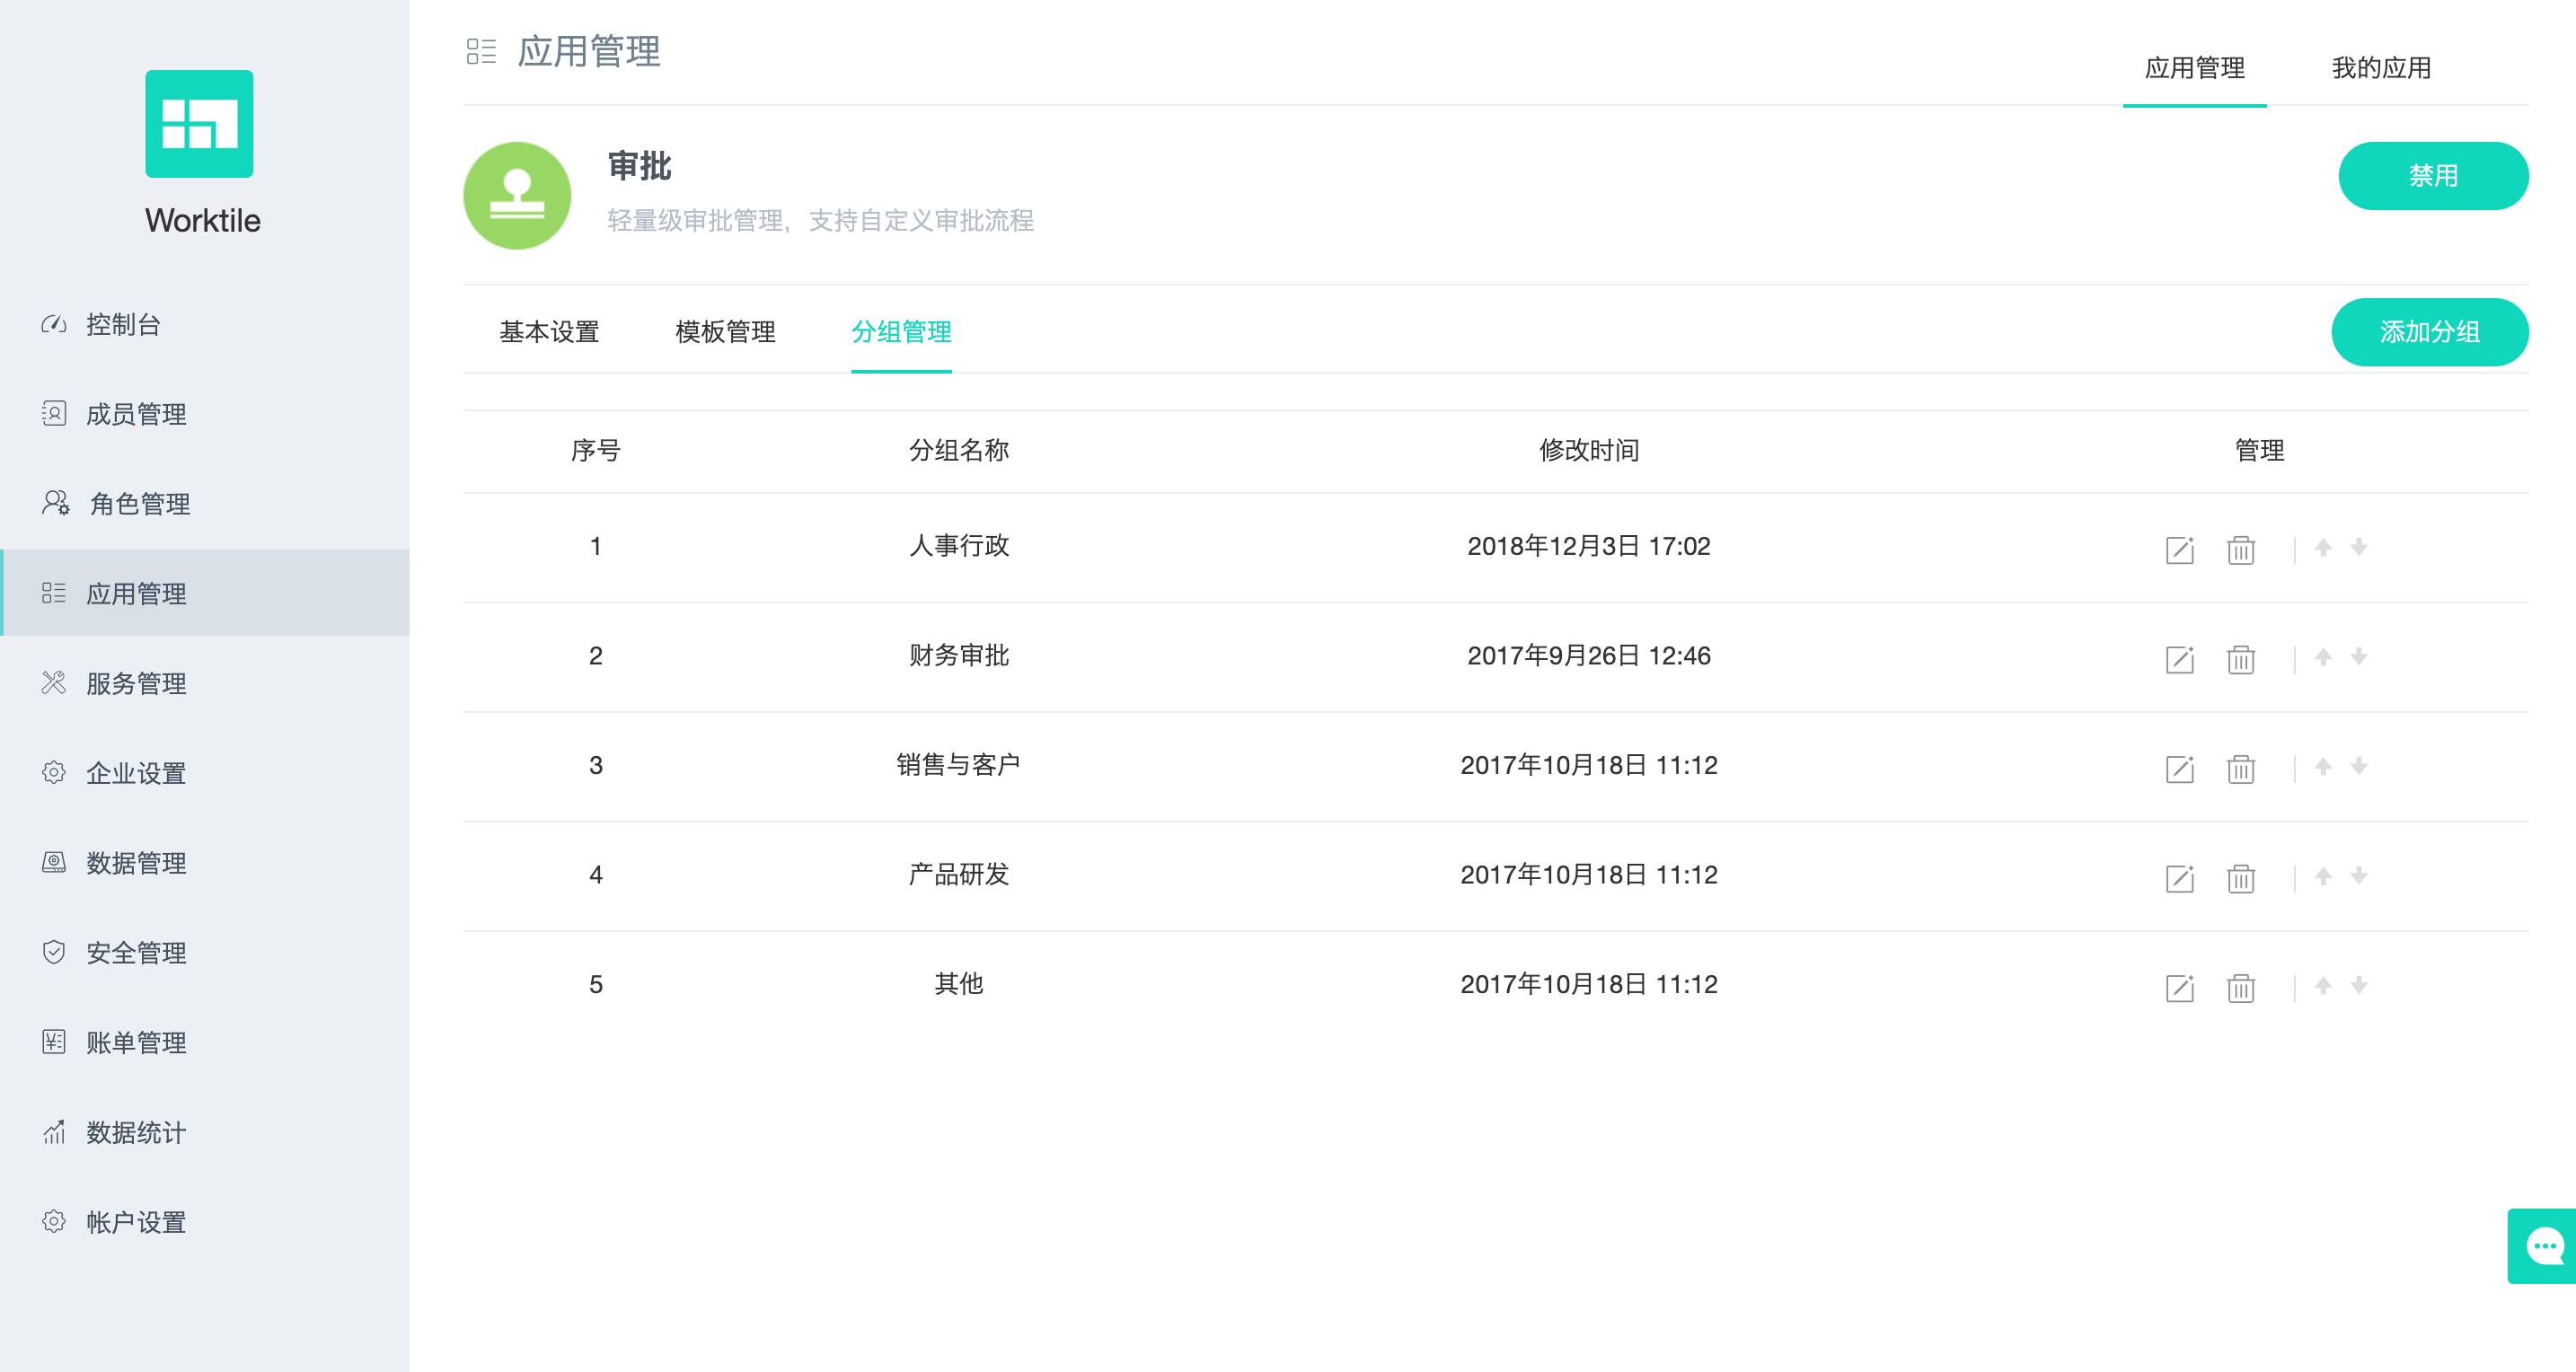 Worktile
控制台
成员管理
角色管理
应用管理
服务管理
企业设置
数据管理
安全管理
账单管理
数据统计
帐户设置
应用管理
应用管理 我的应用
审批
轻量级审批管理，支持自定义审批流程
禁用
基本设置 模板管理 分组管理 添加分组
序号 分组名称 修改时间 管理
1 人事行政 2018年12月3日 17:02
2 财务审批 2017年9月26日 12:46
3 销售与客户 2017年10月18日 11:12
4 产品研发 2017年10月18日 11:12
5 其他 2017年10月18日 11:12